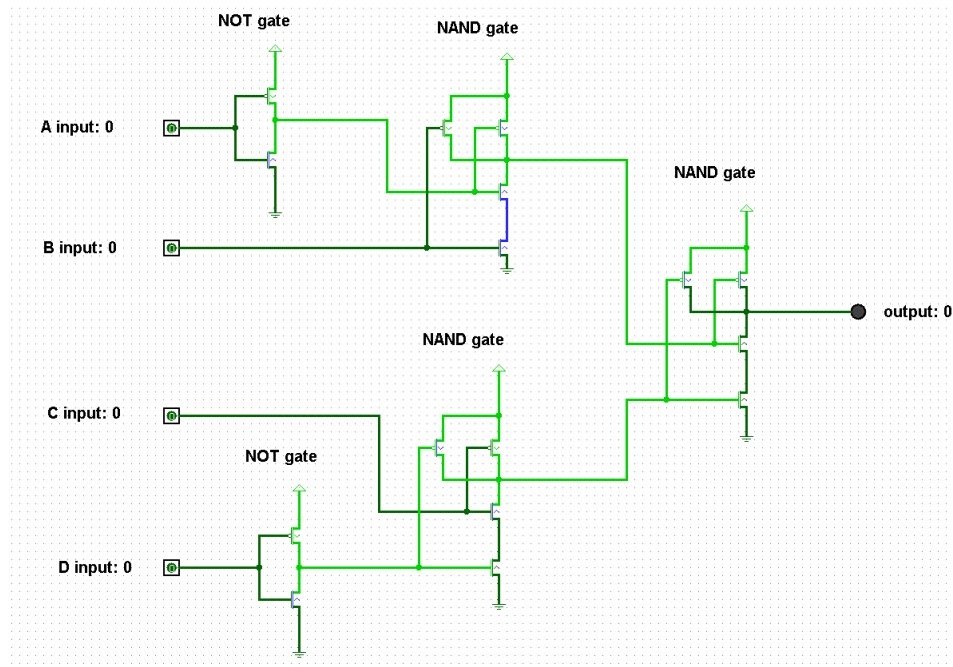 NOT gate
NAND gate
A input: 0
NAND gate
B input: 0
output: 0
NAND gate
C input: 0
NOT gate
D input: 0